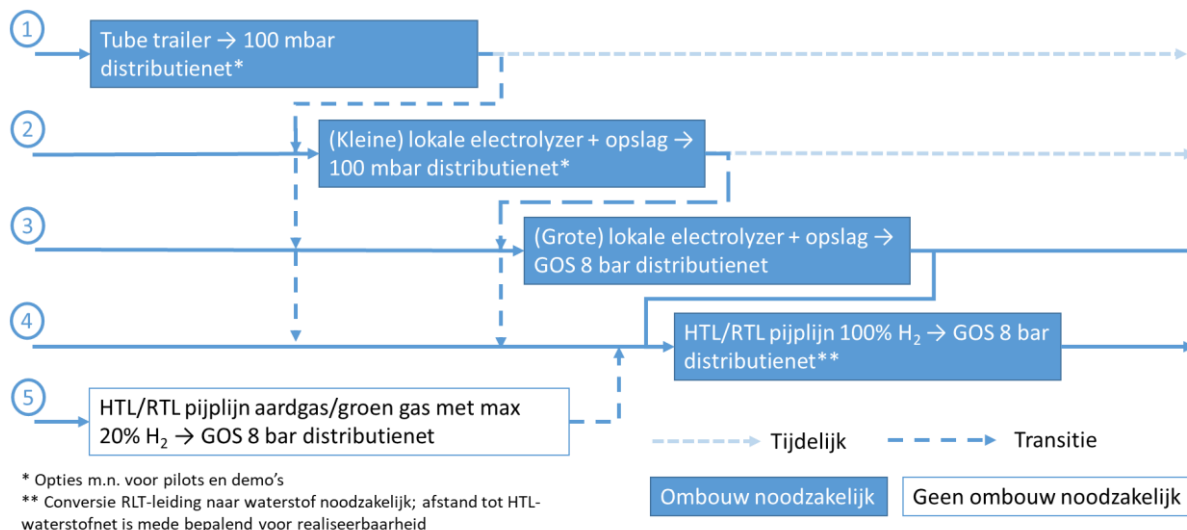 1
Tube trailer → 100 mbar
distributienet*
2
(Kleine) lokale electrolyzer + opslag →
100 mbar distributienet*
3
(Grote) lokale electrolyzer + opslag →
GOS 8 bar distributienet
4
HTL/RTL pijplijn 100% H₂ → GOS 8 bar
distributienet**
5
HTL/RTL pijplijn aardgas/groen gas met max
20% H₂ → GOS 8 bar distributienet
Tijdelijk
Transitie
Ombouw noodzakelijk
Geen ombouw noodzakelijk
* Opties m.n. voor pilots en demo's
** Conversie RLT-leiding naar waterstof noodzakelijk; afstand tot HTL-
waterstofnet is mede bepalend voor realiseerbaarheid